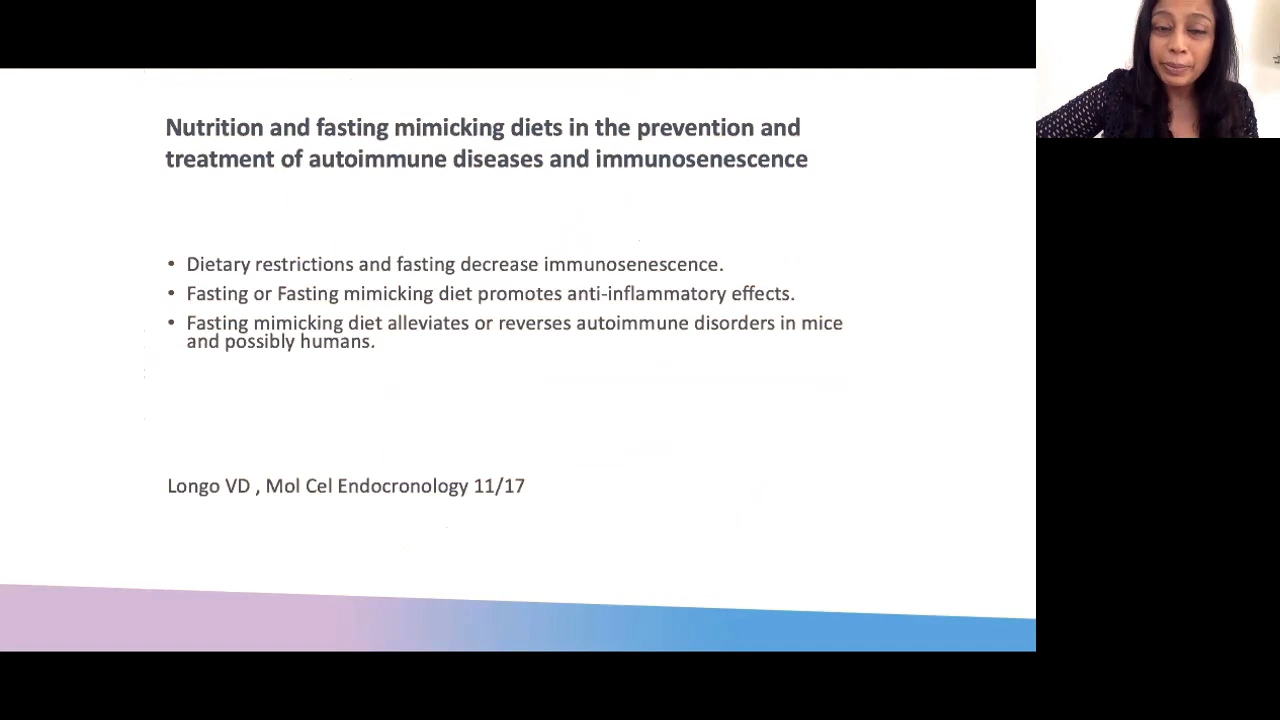 Nutrition and fasting mimicking diets in the prevention and
treatment of autoimmune diseases and immunosenescence
• Dietary restrictions and fasting decrease immunosenescence.
• Fasting or Fasting mimicking diet promotes anti-inflammatory effects.
• Fasting mimicking diet alleviates or reverses autoimmune disorders in mice
and possibly humans.
Longo VD , Mol Cel Endocronology 11/17